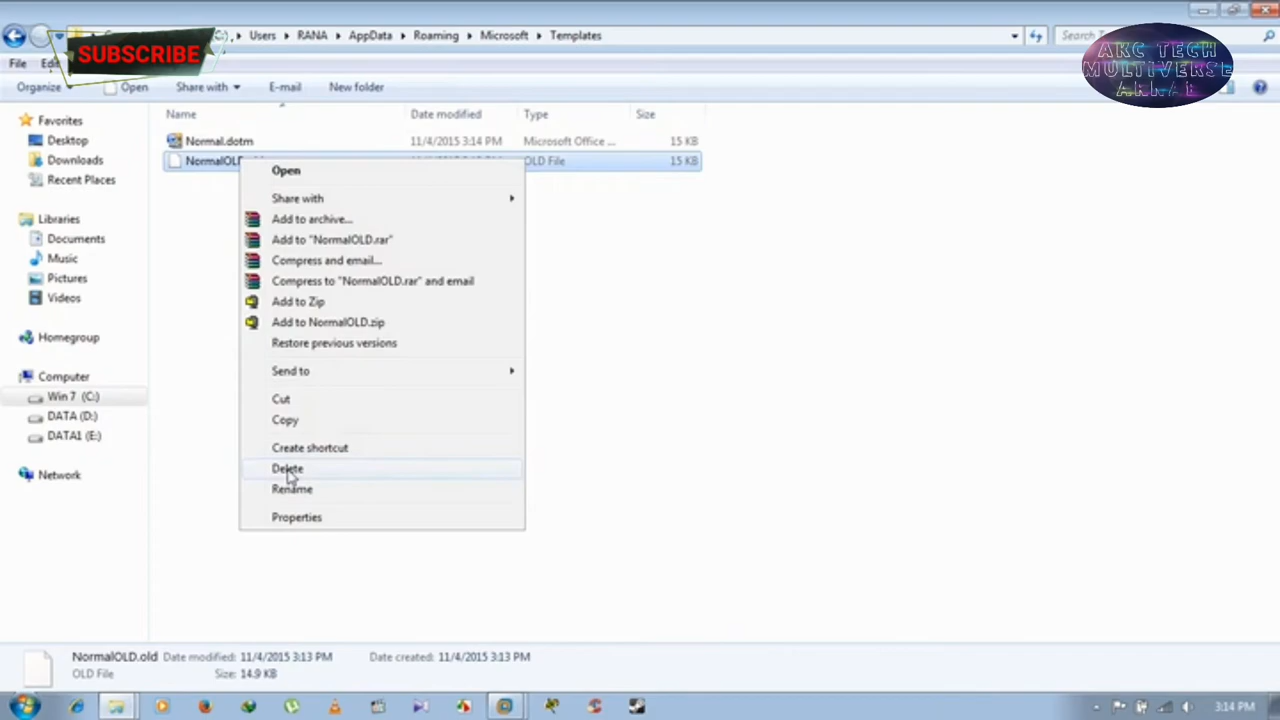 SUBSCRIBE
Users RANA AppData Roaming Microsoft Templates
ARC TECH
MULTIVERSE
File
Organize Open Share with E-mail New folder
Name Date modified Type Size
Favorites
Desktop
Downloads
Recent Places
Libraries
Documents
Music
Pictures
Videos
Homegroup
Computer
Win 7 (C:)
DATA (D:)
DATA1 (E:)
Network
Normal.dotm 11/4/2015 3:14 PM Microsoft Office ... 15 KB
OLD File 15 KB
Open
Share with
Add to archive...
Add to "NormalOLD.rar"
Compress and email...
Compress to "NormalOLD.rar" and email
Add to Zip
Add to NormalOLD.zip
Restore previous versions
Send to
Cut
Copy
Create shortcut
Delete
Rename
Properties
NormalOLD.old Date modified: 11/4/2015 3:13 PM Date created: 11/4/2015 3:13 PM
OLD File Size: 14.9 KB
3:14 PM